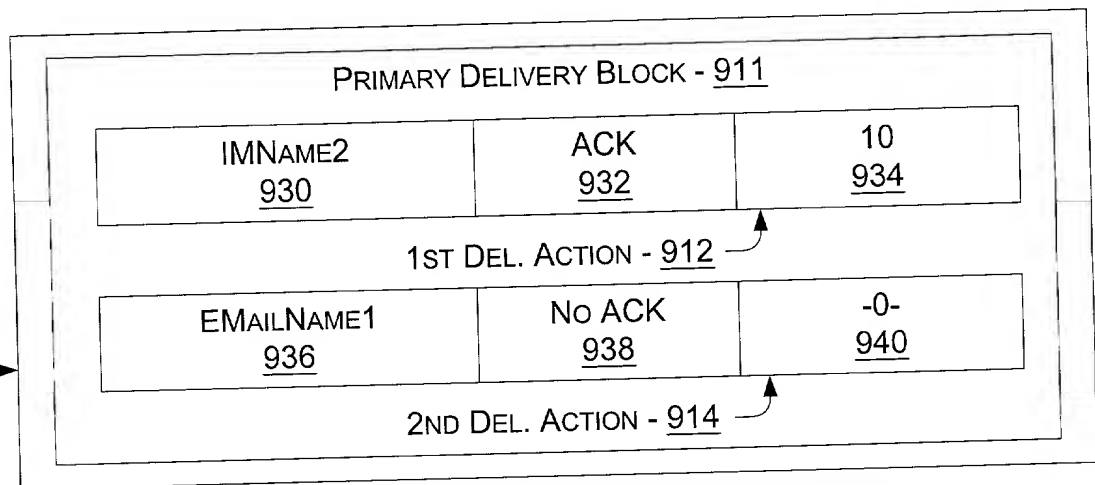 PRIMARY DELIVERY BLOCK - 911
IMNAME2 ACK 10
930 932 934
1ST DEL. ACTION - 912
EMAILNAME1 NO ACK -0-
936 938 940
2ND DEL. ACTION - 914